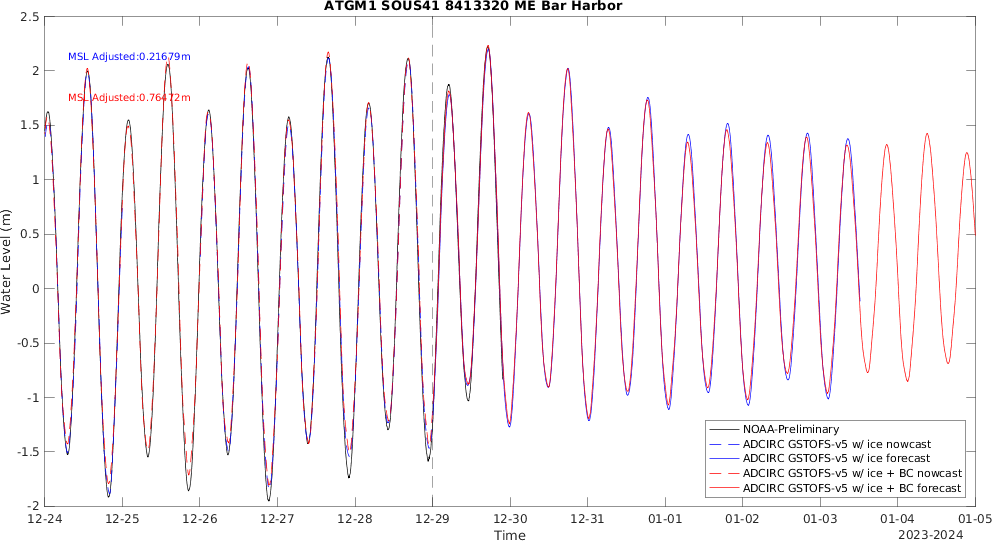 ATGM1 SOUS41 8413320 ME Bar Harbor
2.5
2
1.5
1
0.5
0
-0.5
-1
-1.5
-2
Water Level (m)
MSL Adjusted:0.21679m
MSL Adjusted:0.76472m
NOAA-Preliminary
ADCIRC GSTOFS-v5 w/ ice nowcast
ADCIRC GSTOFS-v5 w/ ice forecast
ADCIRC GSTOFS-v5 w/ ice + BC nowcast
ADCIRC GSTOFS-v5 w/ ice + BC forecast
12-24 12-25 12-26 12-27 12-28 12-29 12-30 12-31 01-01 01-02 01-03 01-04 01-05
Time
2023-2024